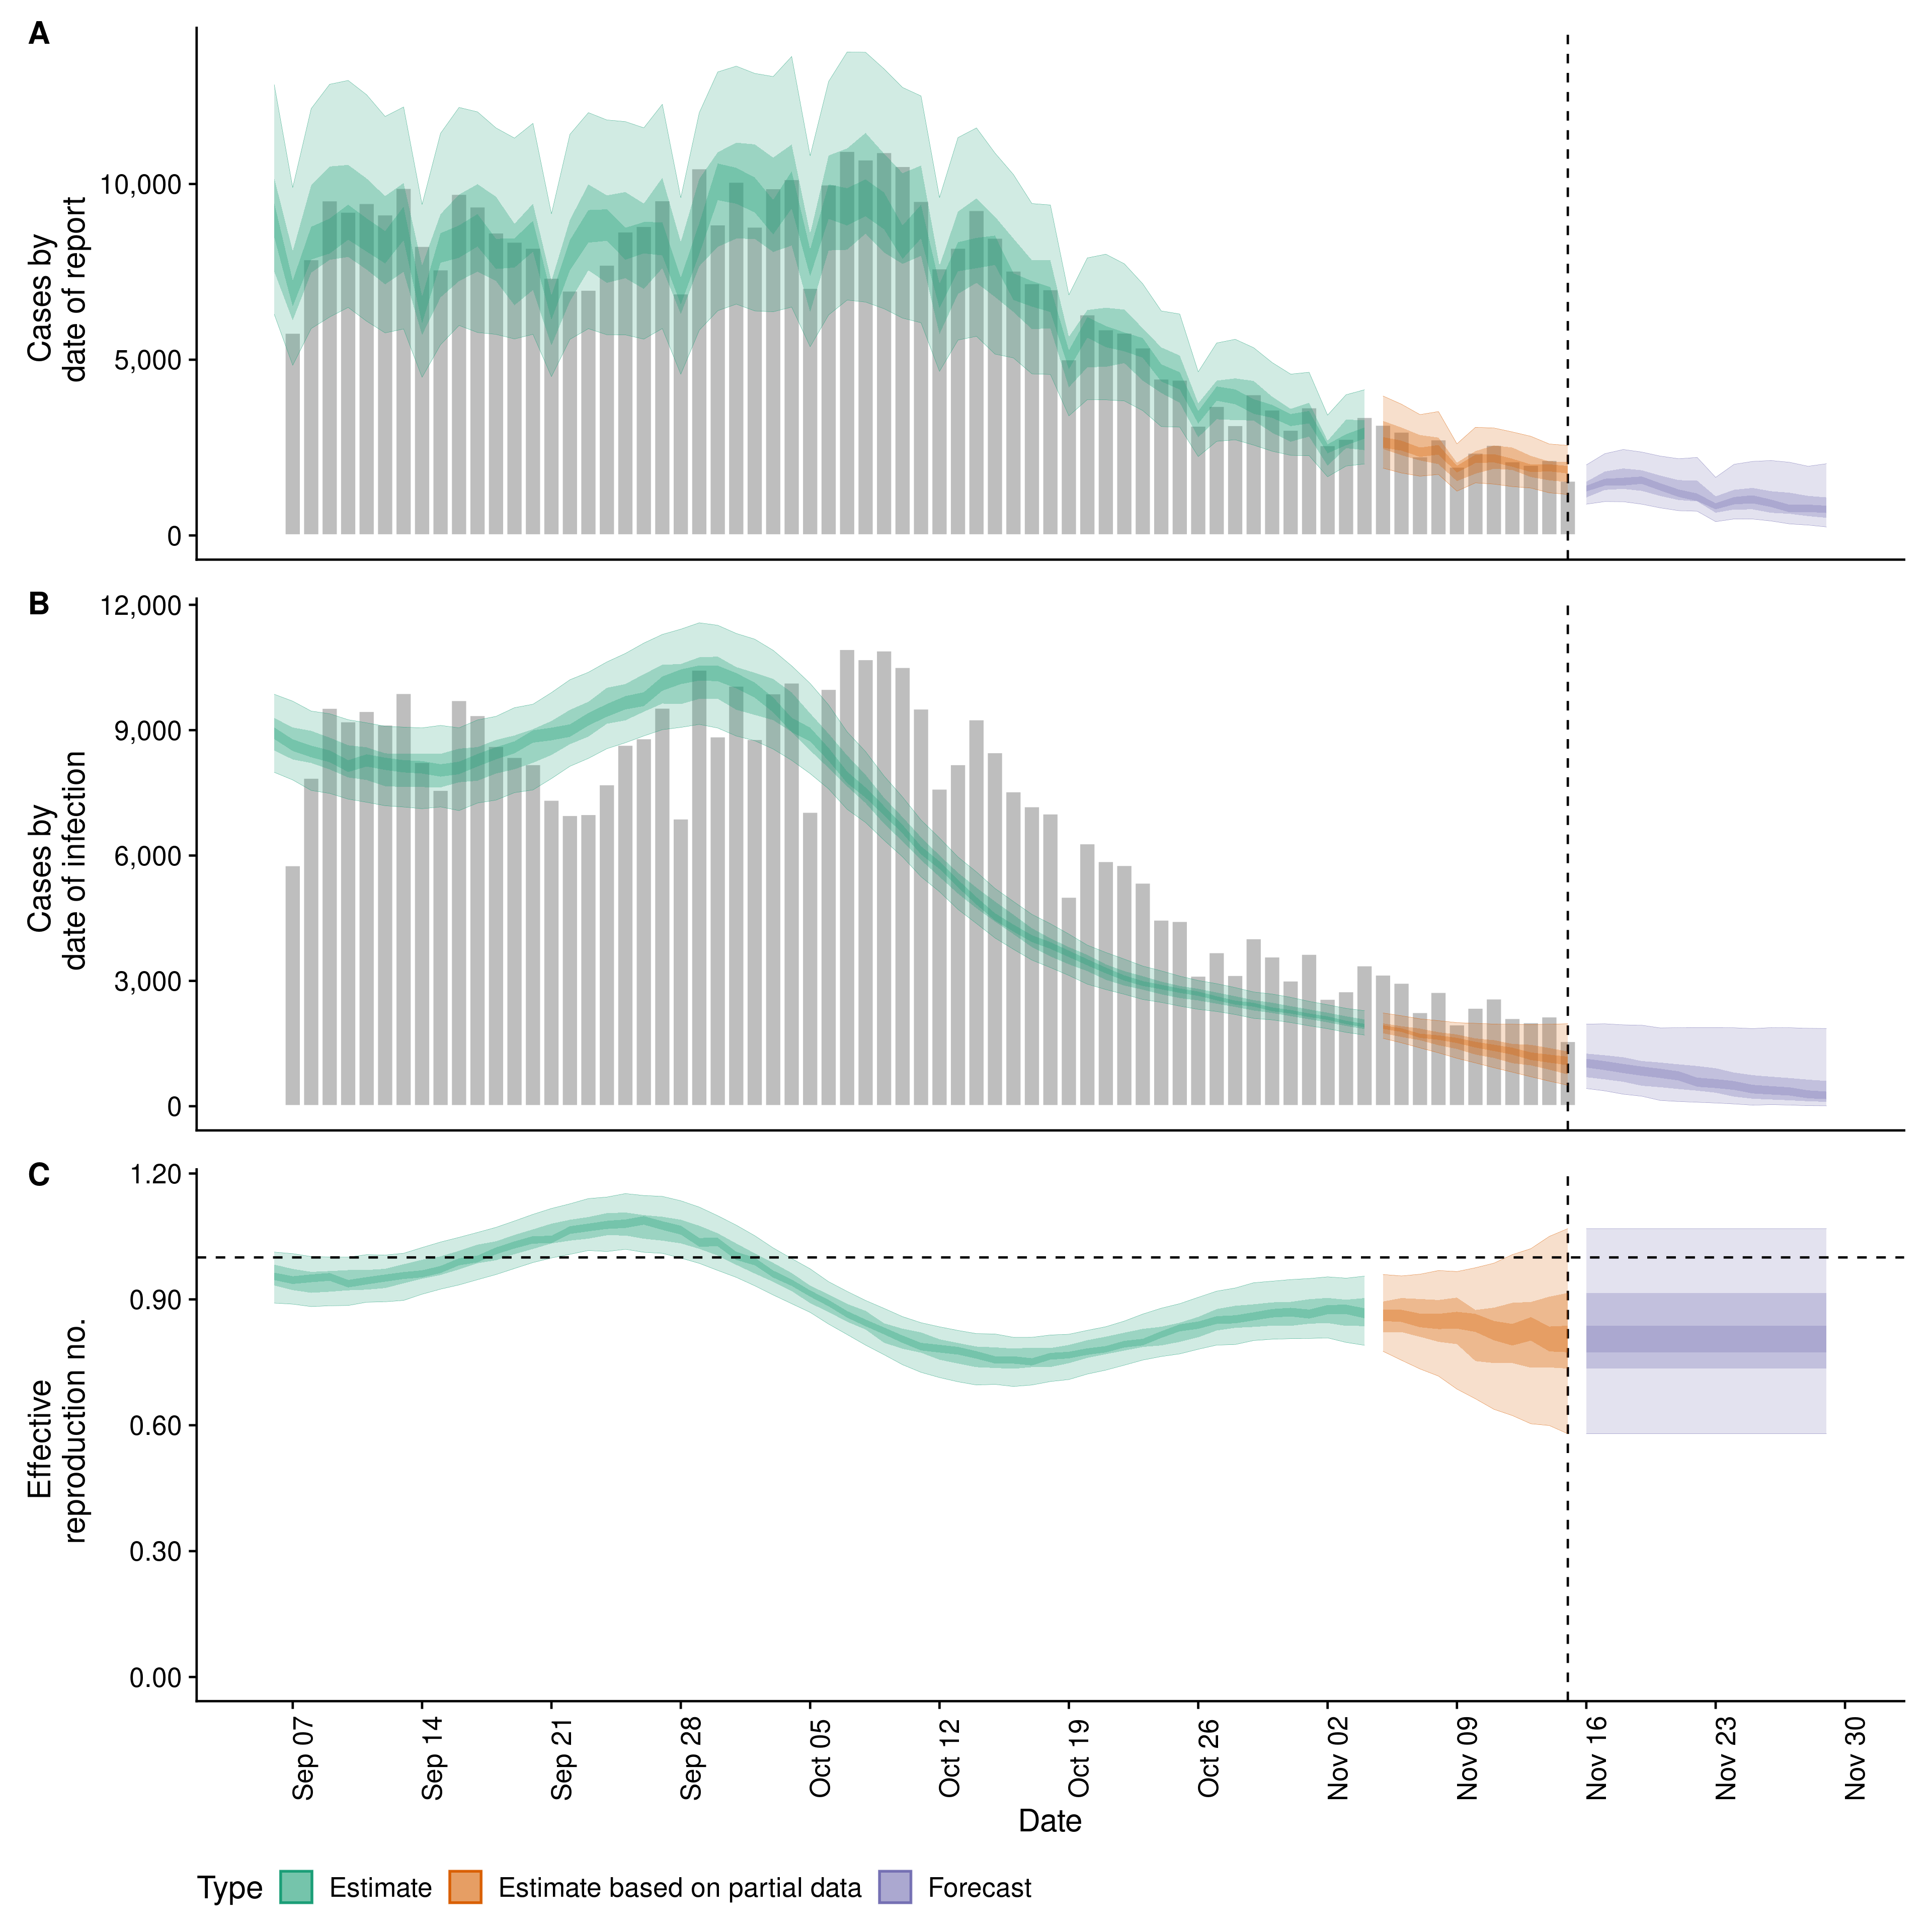 A
Cases by
date of report
10,000
5,000
0
B
Cases by
date of infection
12,000
9,000
6,000
3,000
0
C
Effective
reproduction no.
1.20
0.90
0.60
0.30
0.00
Sep 07
Sep 14
Sep 21
Sep 28
Oct 05
Oct 12
Oct 19
Oct 26
Nov 02
Nov 09
Nov 16
Nov 23
Nov 30
Date
Type Estimate Estimate based on partial data Forecast